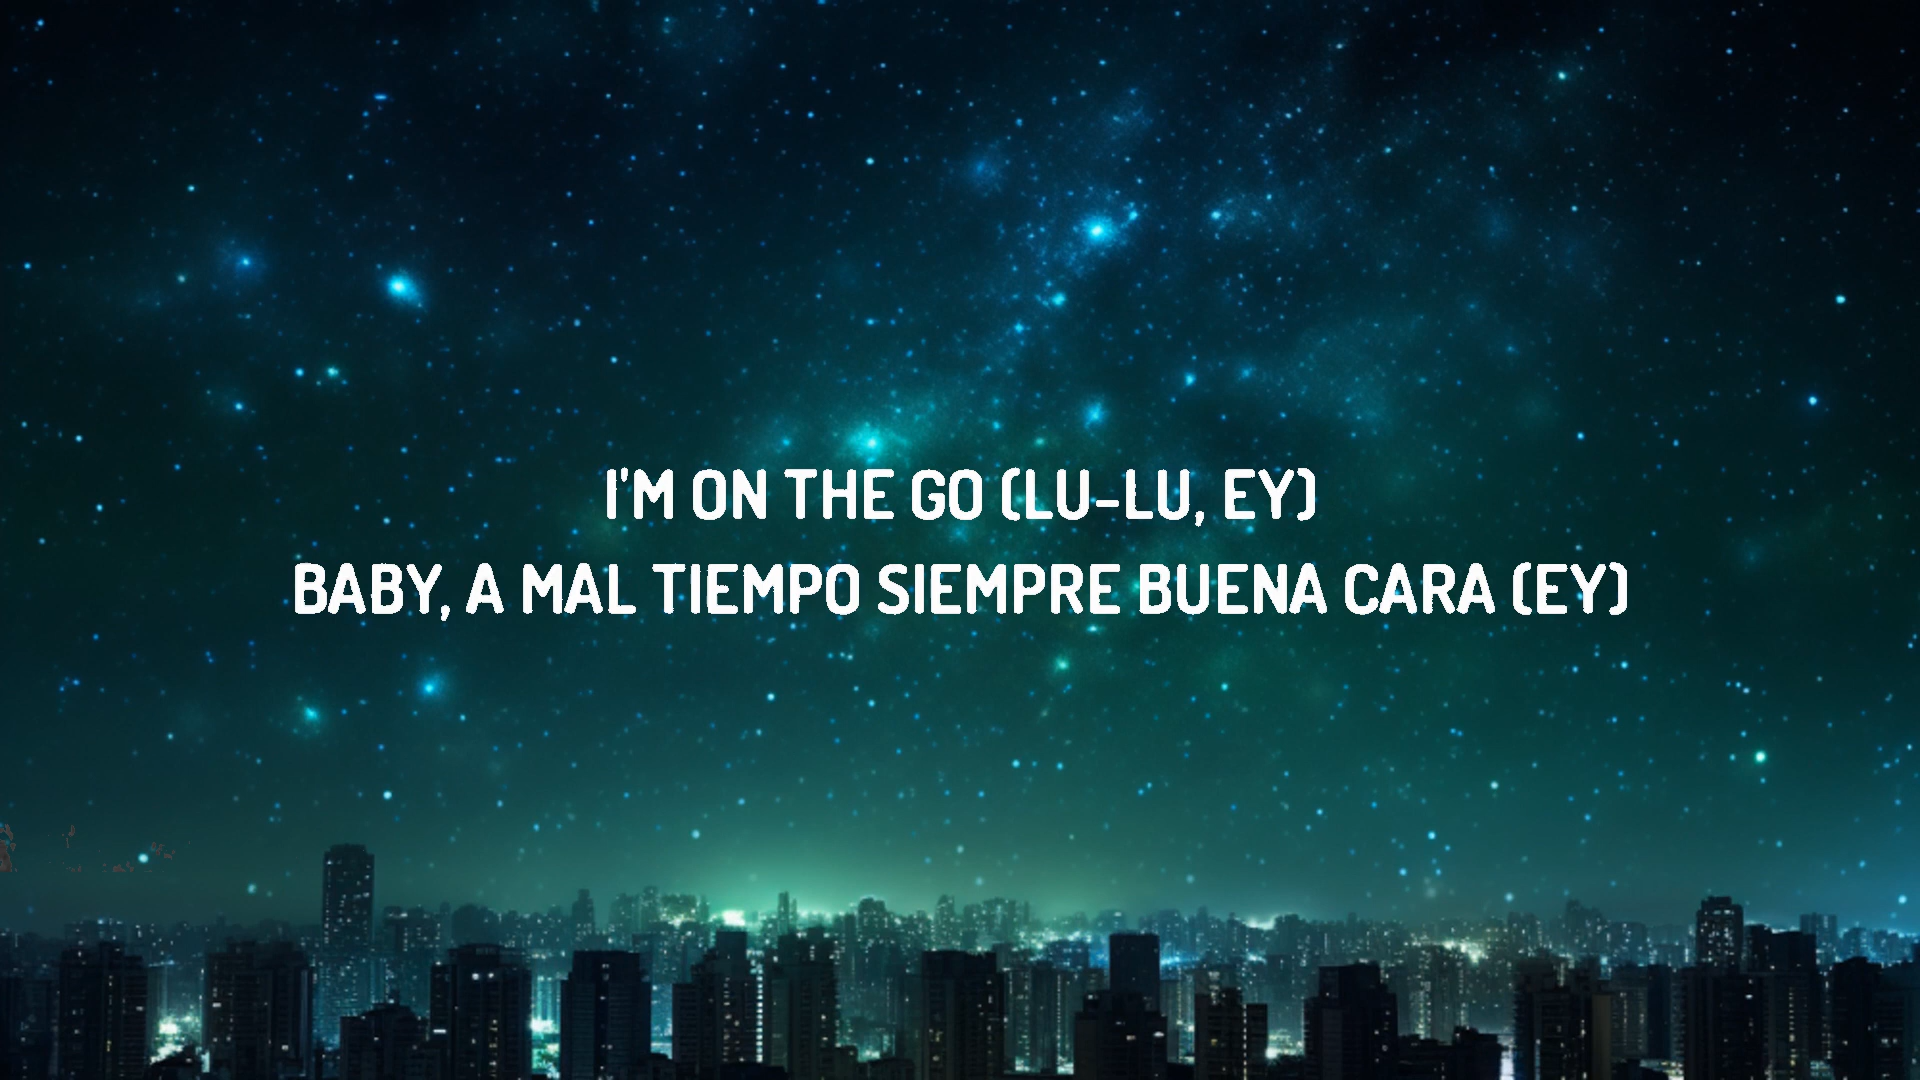 I'M ON THE GO (LU-LU, EY)
BABY, A MAL TIEMPO SIEMPRE BUENA CARA (EY)